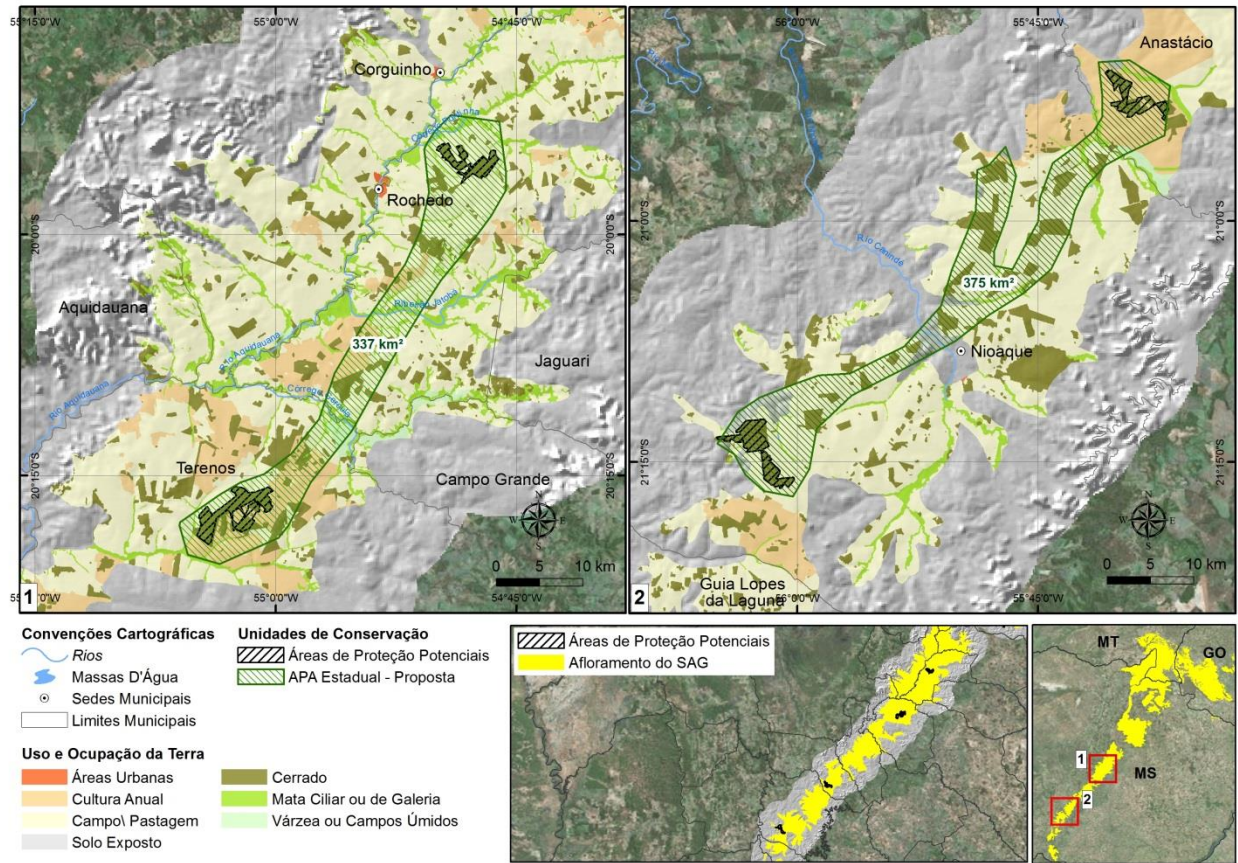 55°15'0"W
55°0'0"W
54°45'0"W
Corguinho
Rochedo
20°0'0"S
20°0'0"S
Aquidauana
Ribeirão Jatobá
337 km²
Rio Aquidauana
Jaguari
Rio Aquidauana
Terenos
20°15'0"S
20°15'0"S
Campo Grande
N
W E
S
0 5 10 km
1
55°0'0"W
54°45'0"W
56°0'0"W
55°45'0"W
Anastácio
21°0'0"S
21°0'0"S
375 km²
Nioaque
21°15'0"S
21°15'0"S
N
W E
S
0 5 10 km
Guia Lopes
da Laguna
2
56°0'0"W
55°45'0"W
Convenções Cartográficas
Rios
Massas D'Água
Sedes Municipais
Limites Municipais
Unidades de Conservação
Áreas de Proteção Potenciais
APA Estadual - Proposta
Uso e Ocupação da Terra
Áreas Urbanas
Cultura Anual
Campo\ Pastagem
Solo Exposto
Cerrado
Mata Ciliar ou de Galeria
Várzea ou Campos Úmidos
Áreas de Proteção Potenciais
Afloramento do SAG
MT
GO
1
MS
2